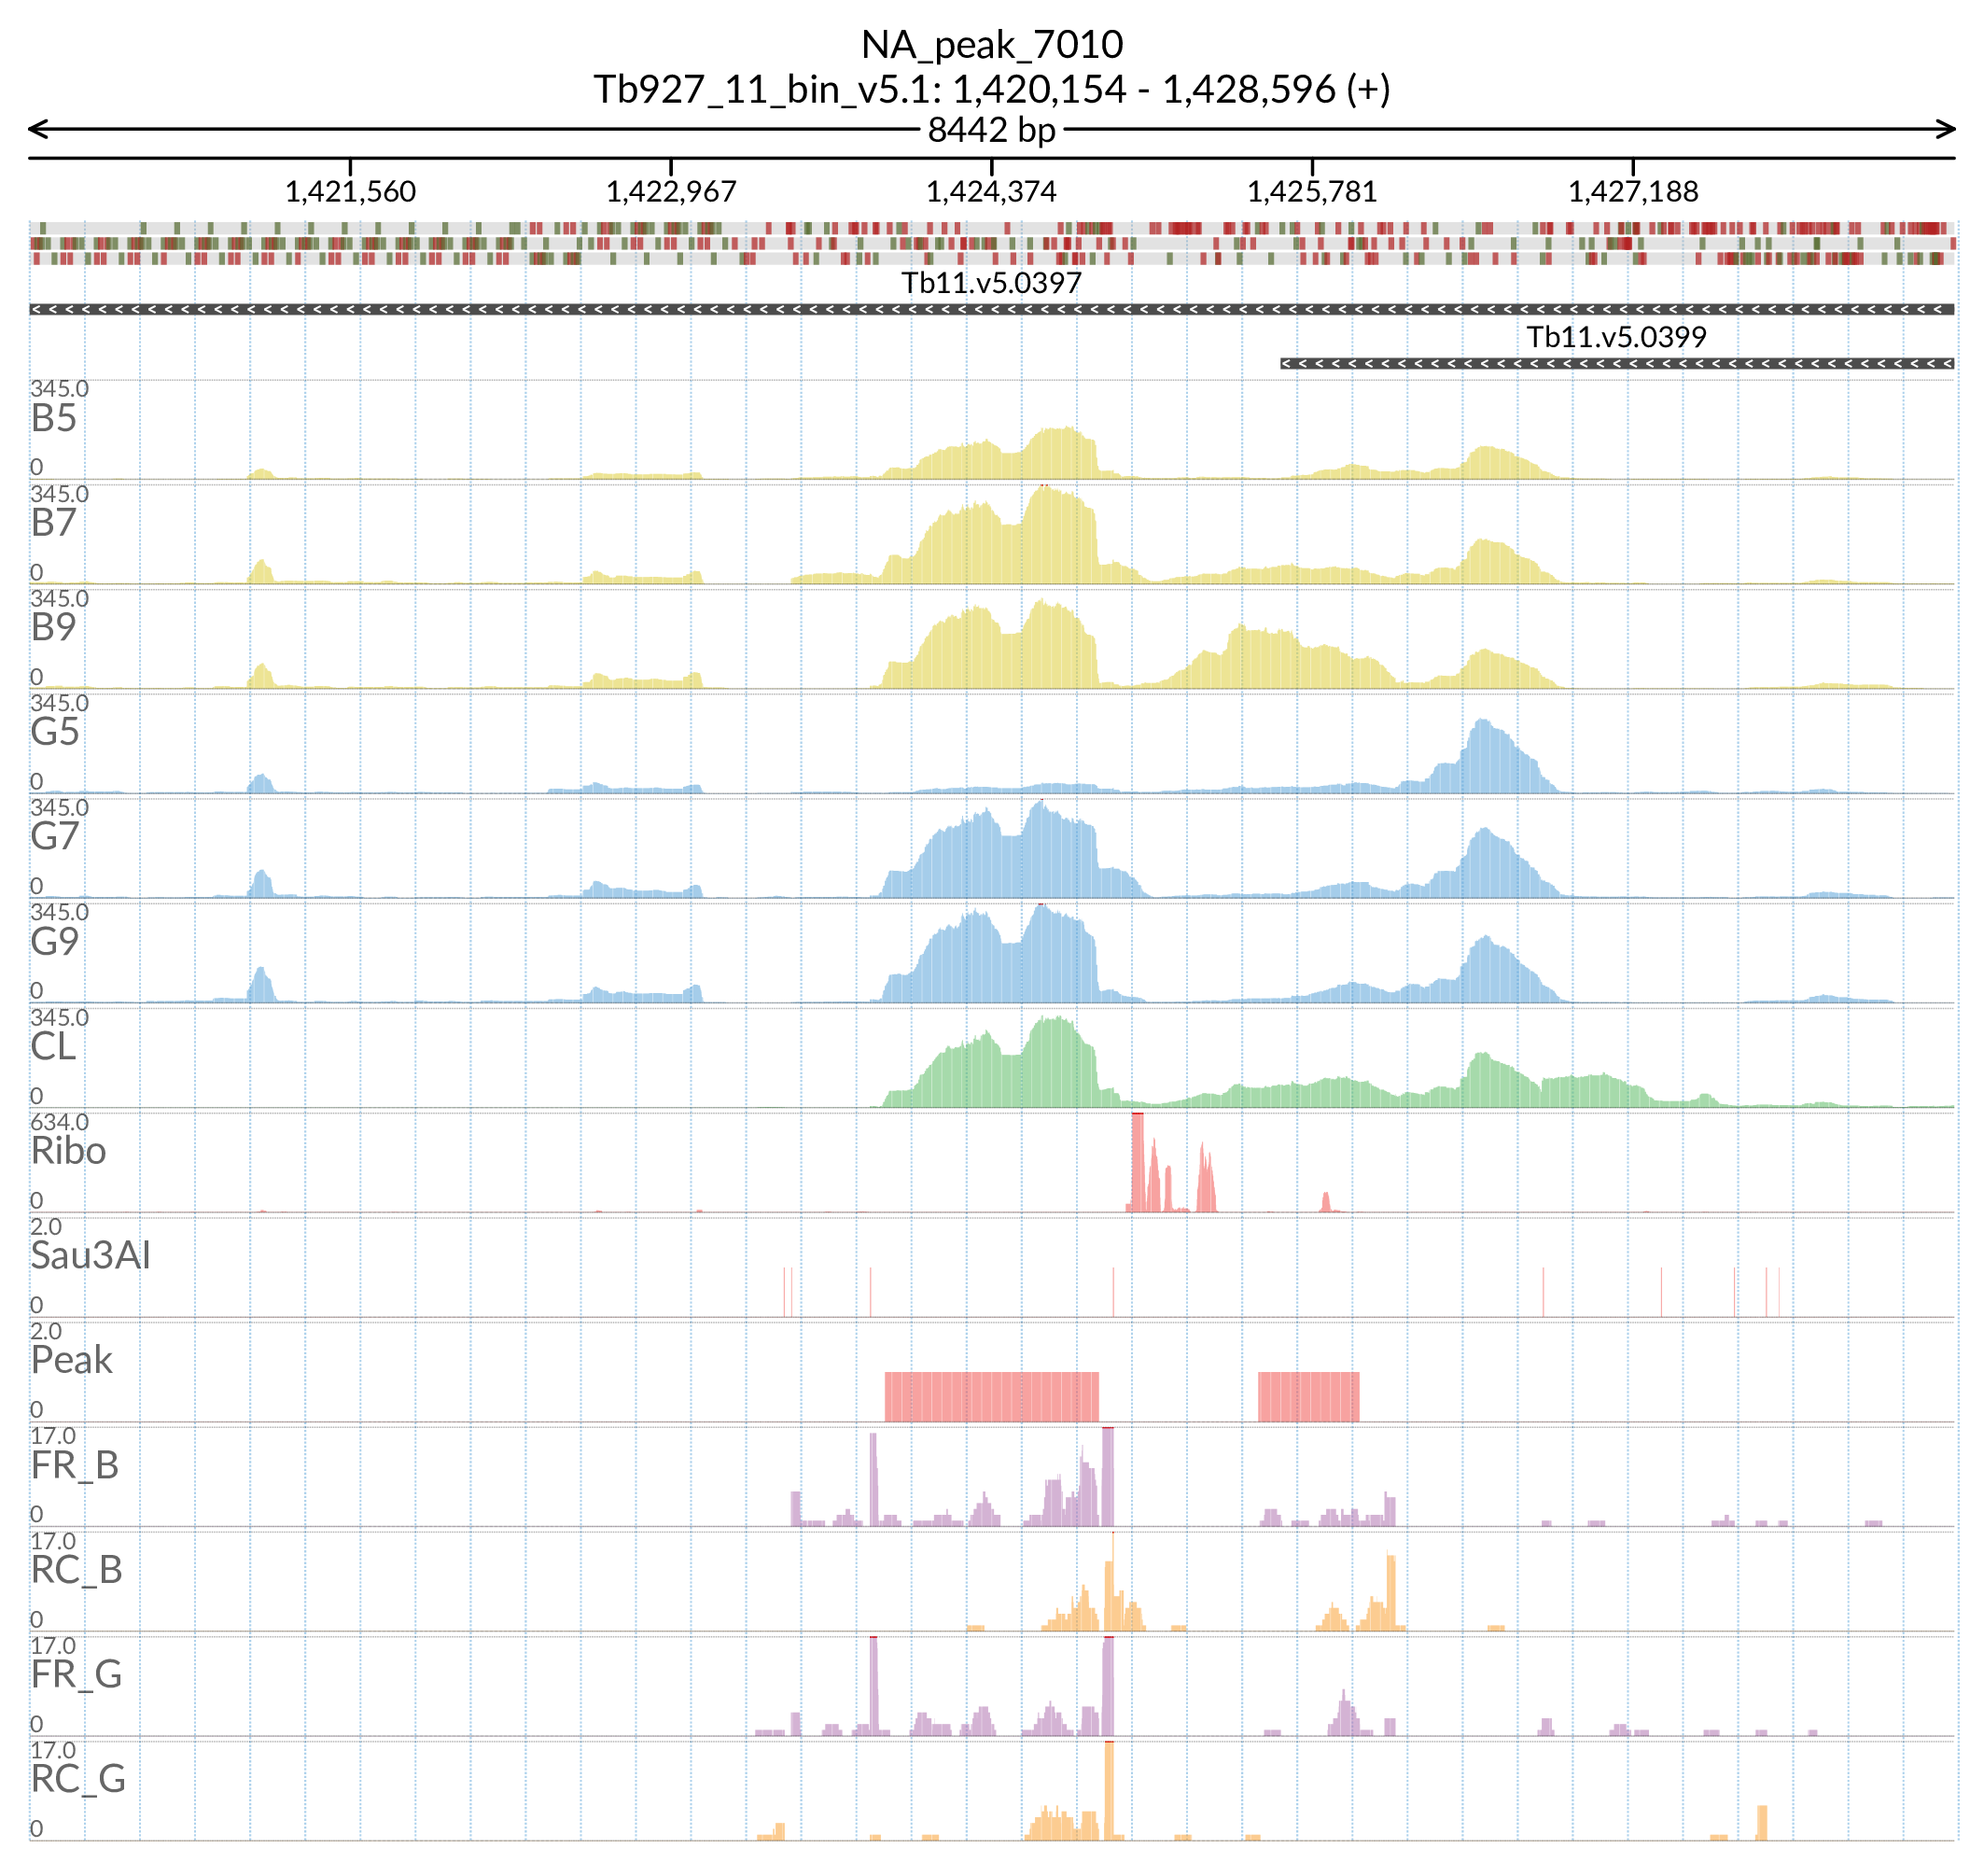 NA_peak_7010
Tb927_11_bin_v5.1: 1,420,154 - 1,428,596 (+)
8442 bp
1,421,560 1,422,967 1,424,374 1,425,781 1,427,188
Tb11.v5.0397
Tb11.v5.0399
345.0
B5
0
345.0
B7
0
345.0
B9
0
345.0
G5
0
345.0
G7
0
345.0
G9
0
345.0
CL
0
634.0
Ribo
0
2.0
Sau3AI
0
2.0
Peak
0
17.0
FR_B
0
17.0
RC_B
0
17.0
FR_G
0
17.0
RC_G
0